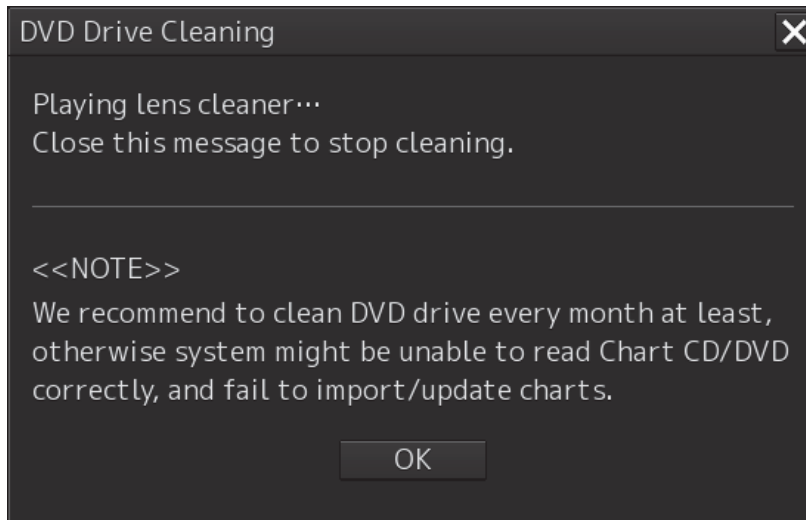 DVD Drive Cleaning
Playing lens cleaner⋯
Close this message to stop cleaning.
<<NOTE>>
We recommend to clean DVD drive every month at least,
otherwise system might be unable to read Chart CD/DVD
correctly, and fail to import/update charts.
OK